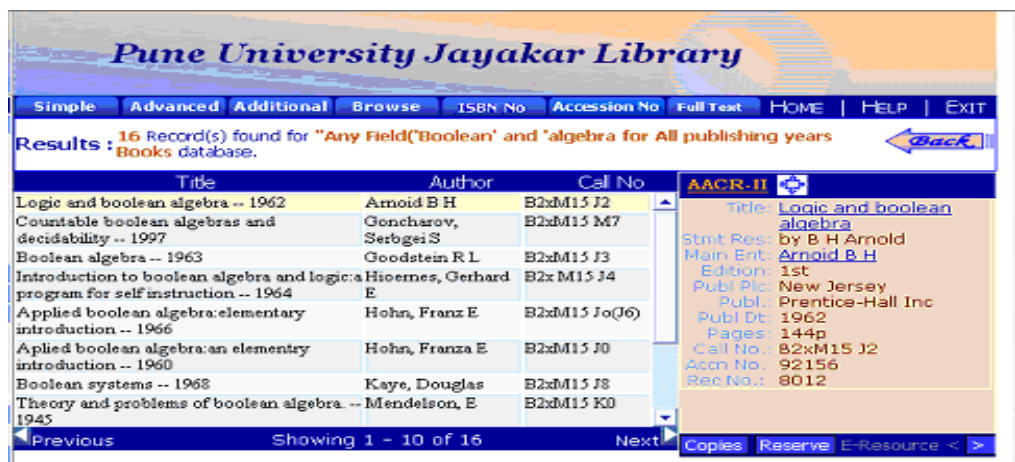 Pune University Jayakar Library
Simple Advanced Additional Browse ISBN No Accession No Full Text HOME | HELP | EXIT
Results : 16 Record(s) found for "Any Field('Boolean' and 'algebra for All publishing years
Books database.
Back
Title Author Call No
Logic and boolean algebra -- 1962 Arnoid B H B2xM15 J2
Countable boolean algebras and Goncharov, B2xM15 M7
decidability -- 1997 Serbgei S
Boolean algebra -- 1963 Goodstein R L B2xM15 J3
Introduction to boolean algebra and logic:a Hioernes, Gerhard B2x M15 J4
program for self instruction -- 1964 E
Applied boolean algebra:elementary Hohn, Franz E B2xM15 Jo(J6)
introduction -- 1966
Aplied boolean algebra:an elementry Hohn, Franza E B2xM15 J0
introduction -- 1960
Boolean systems -- 1968 Kaye, Douglas B2xM15 J8
Theory and problems of boolean algebra. -- Mendelson, E B2xM15 K0
1945
Previous Showing 1 - 10 of 16 Next
AACR-II
Title: Logic and boolean
algebra
Stmt Res: by B H Arnold
Main Ent: Arnoid B H
Edition: 1st
Publ Plc: New Jersey
Publ.: Prentice-Hall Inc
Publ Dt: 1962
Pages: 144p
Call No.: B2xM15 J2
Accn No. 92156
Rec No.: 8012
Copies Reserve E-Resource < >